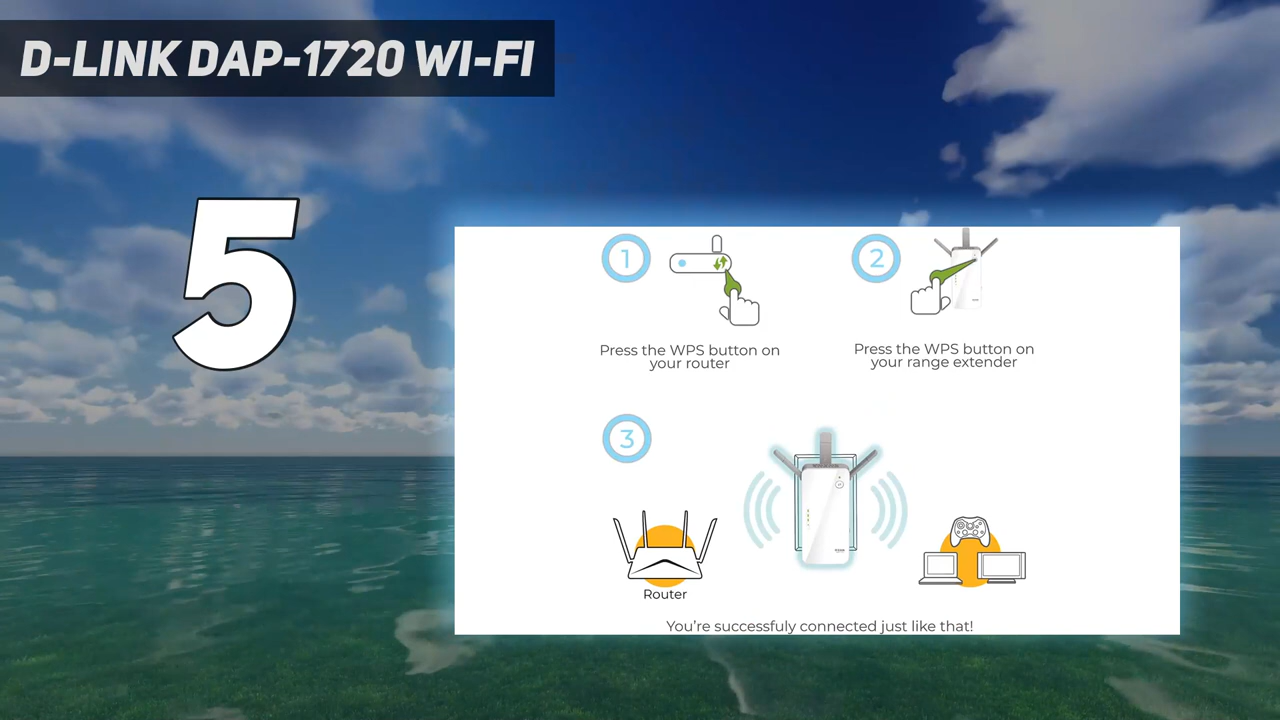 D-LINK DAP-1720 WI-FI
5
1
2
Press the WPS button on
your router
Press the WPS button on
your range extender
3
Router
You're successfuly connected just like that!